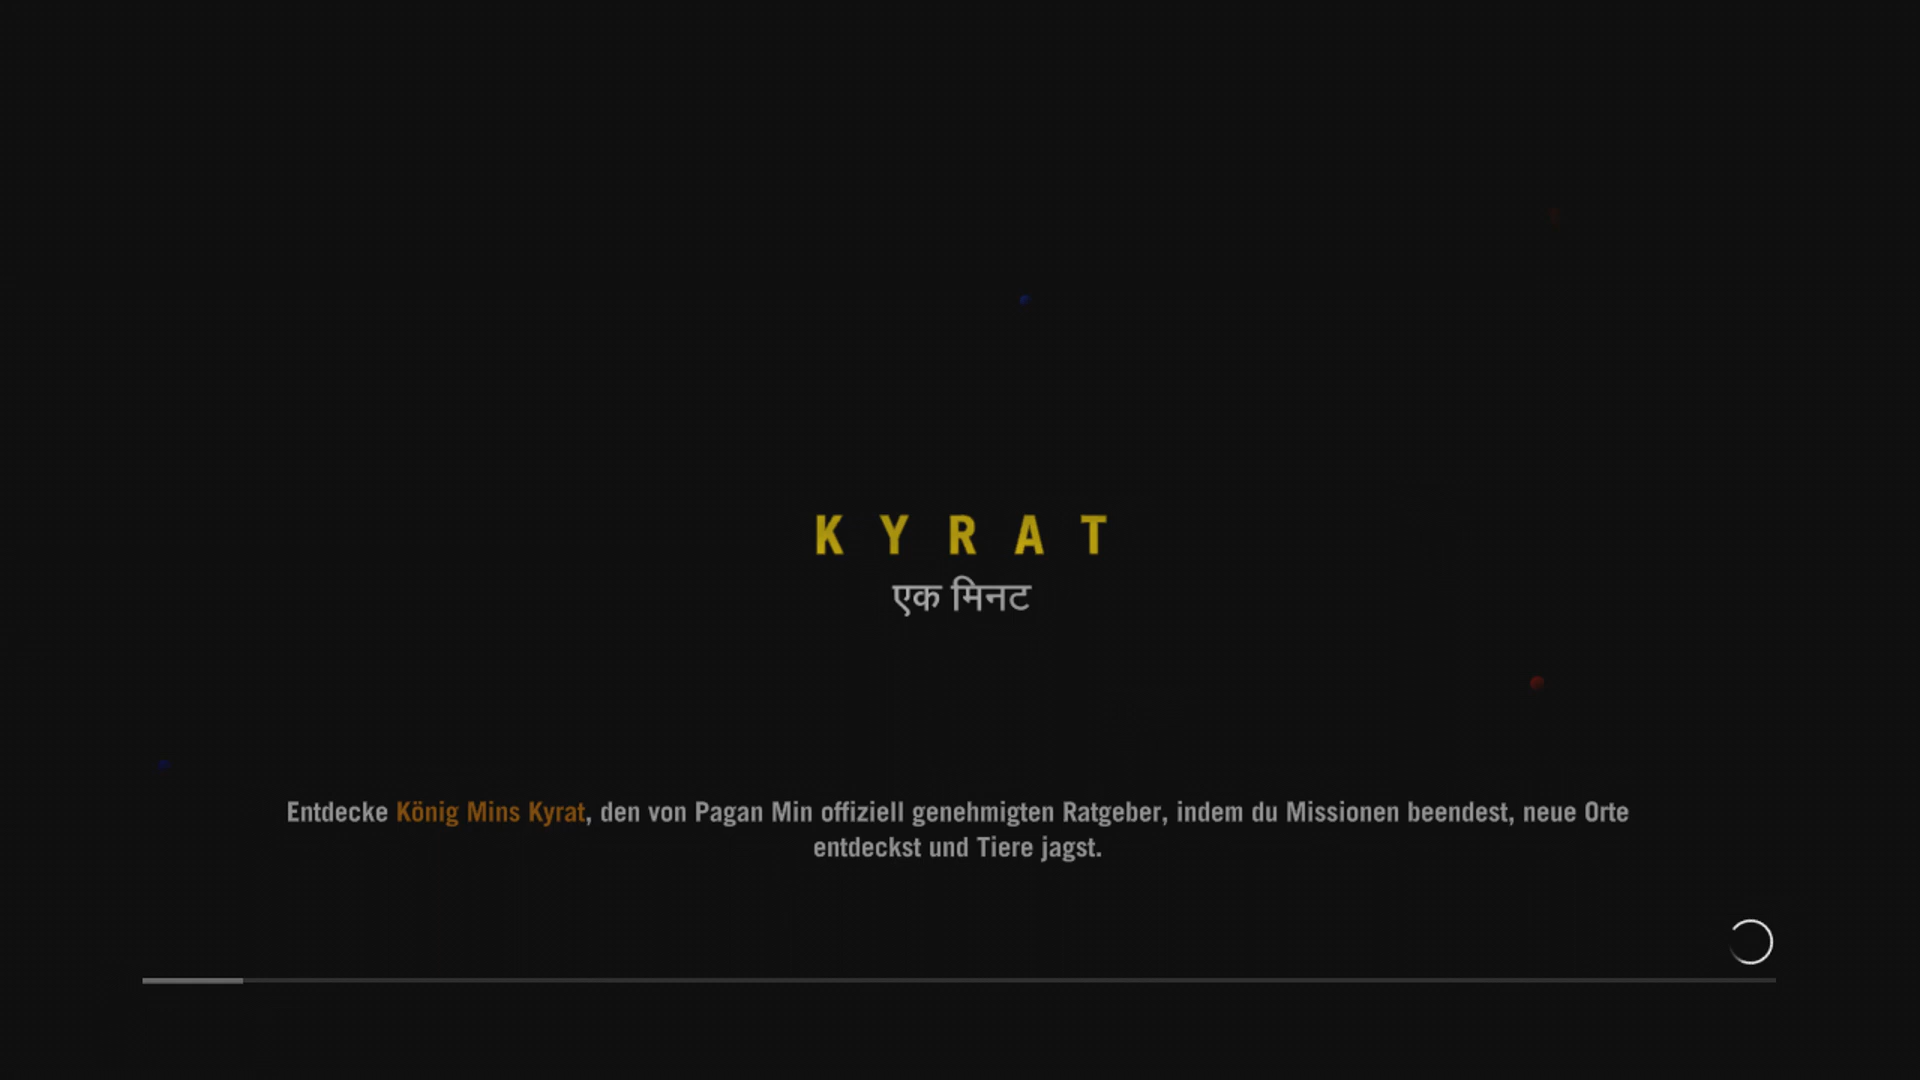 KYRAT
एक मिनट
Entdecke König Mins Kyrat, den von Pagan Min offiziell genehmigten Ratgeber, indem du Missionen beendest, neue Orte
entdeckst und Tiere jagst.